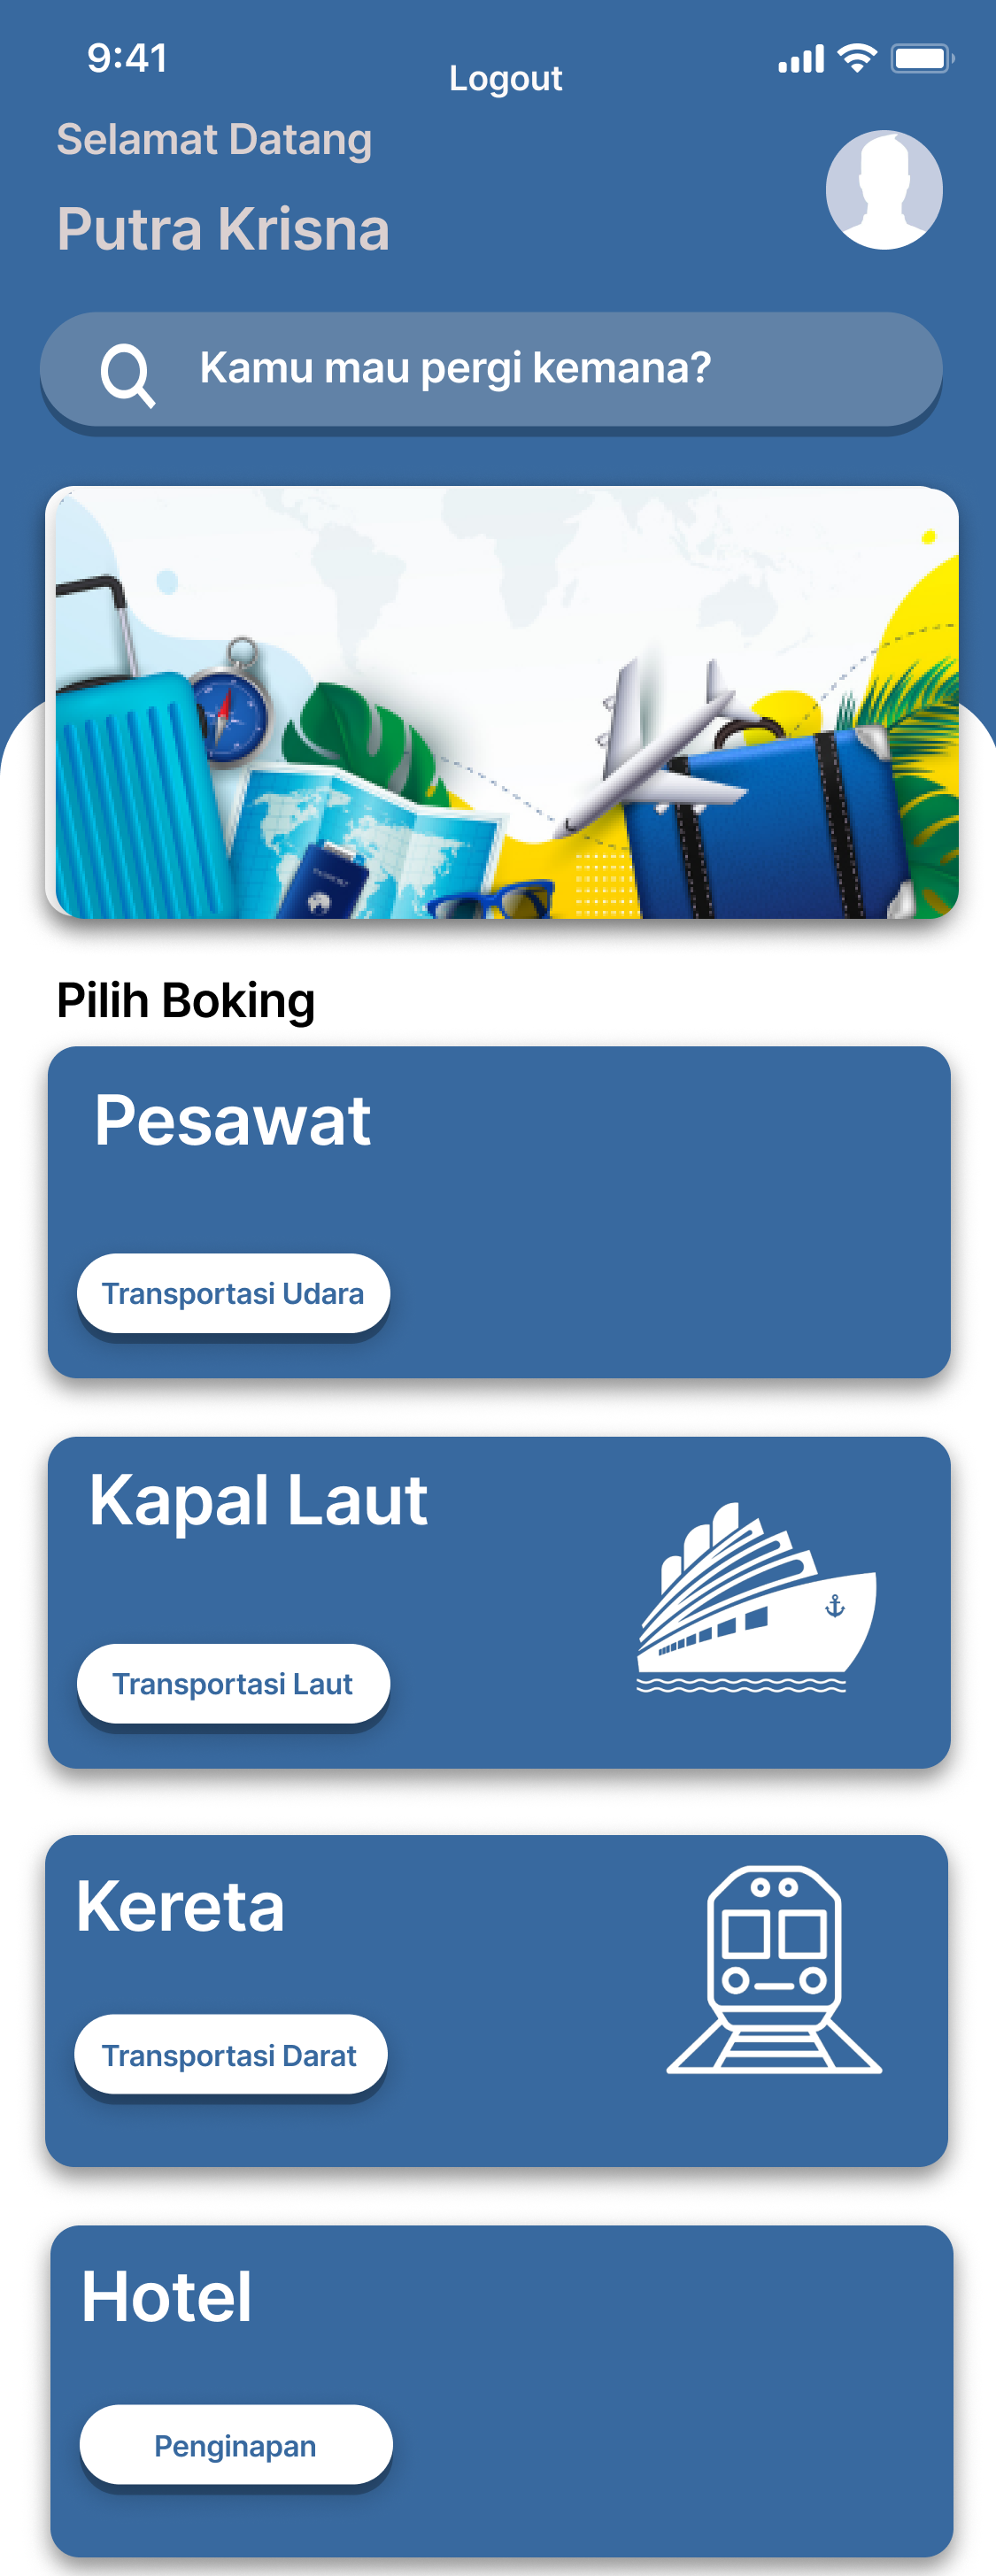 9:41
Logout
Selamat Datang
Putra Krisna
Kamu mau pergi kemana?
Pilih Boking
Pesawat
Transportasi Udara
Kapal Laut
Transportasi Laut
Kereta
Transportasi Darat
Hotel
Penginapan